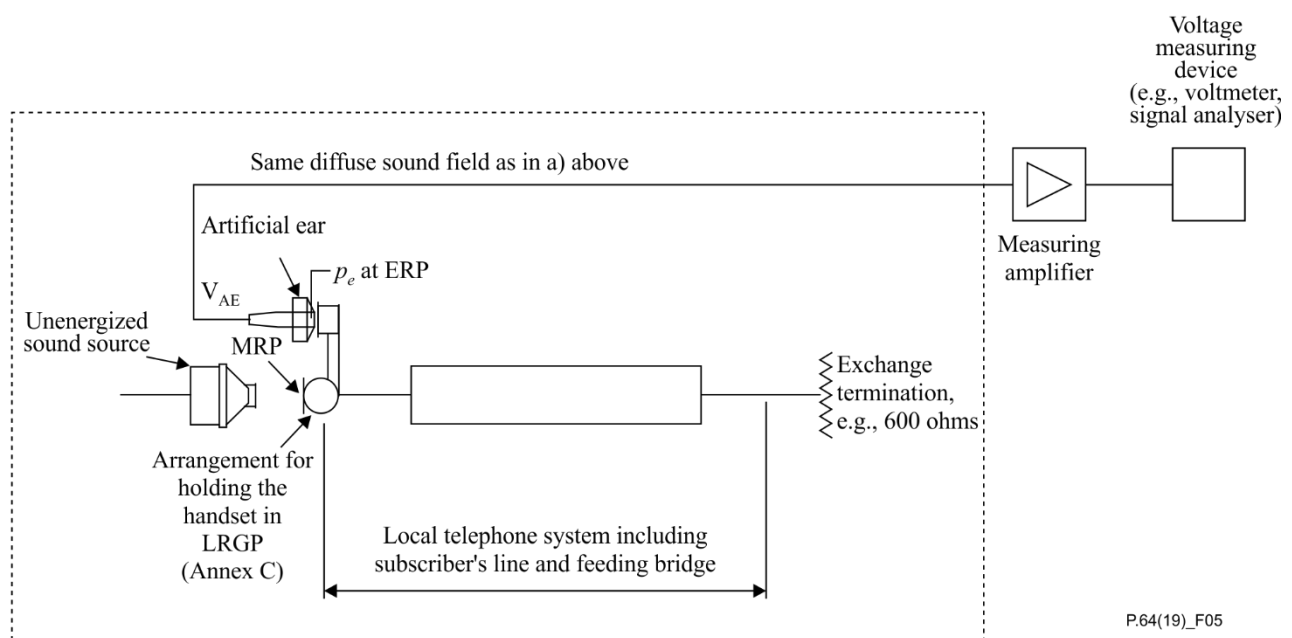 Voltage
measuring
device
(e.g., voltmeter,
signal analyser)
Same diffuse sound field as in a) above
Artificial ear
pₑ at ERP
V_AE
Measuring
amplifier
Unenergized
sound source
MRP
Exchange
termination,
e.g., 600 ohms
Arrangement for
holding the
handset in
LRGP
(Annex C)
Local telephone system including
subscriber's line and feeding bridge
P.64(19)_F05